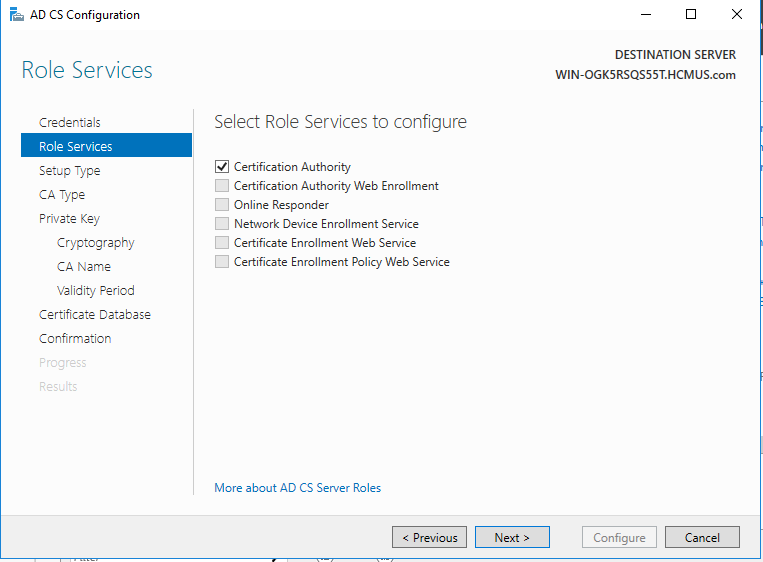 AD CS Configuration
Role Services
DESTINATION SERVER
WIN-OGK5RSQS55T.HCMUS.com
Credentials
Role Services
Setup Type
CA Type
Private Key
Cryptography
CA Name
Validity Period
Certificate Database
Confirmation
Progress
Results
Select Role Services to configure
Certification Authority
Certification Authority Web Enrollment
Online Responder
Network Device Enrollment Service
Certificate Enrollment Web Service
Certificate Enrollment Policy Web Service
More about AD CS Server Roles
< Previous
Next >
Configure
Cancel